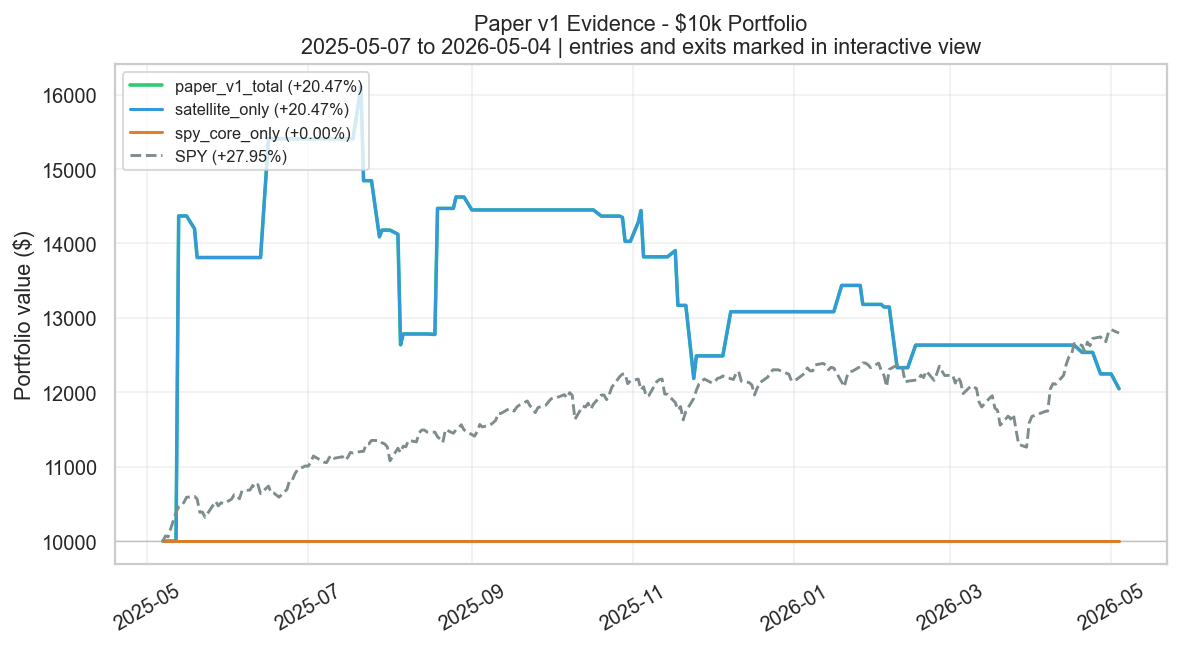 Paper v1 Evidence - $10k Portfolio
2025-05-07 to 2026-05-04 | entries and exits marked in interactive view
paper_v1_total (+20.47%)
satellite_only (+20.47%)
spy_core_only (+0.00%)
SPY (+27.95%)
Portfolio value ($)
16000
15000
14000
13000
12000
11000
10000
2025-05
2025-07
2025-09
2025-11
2026-01
2026-03
2026-05